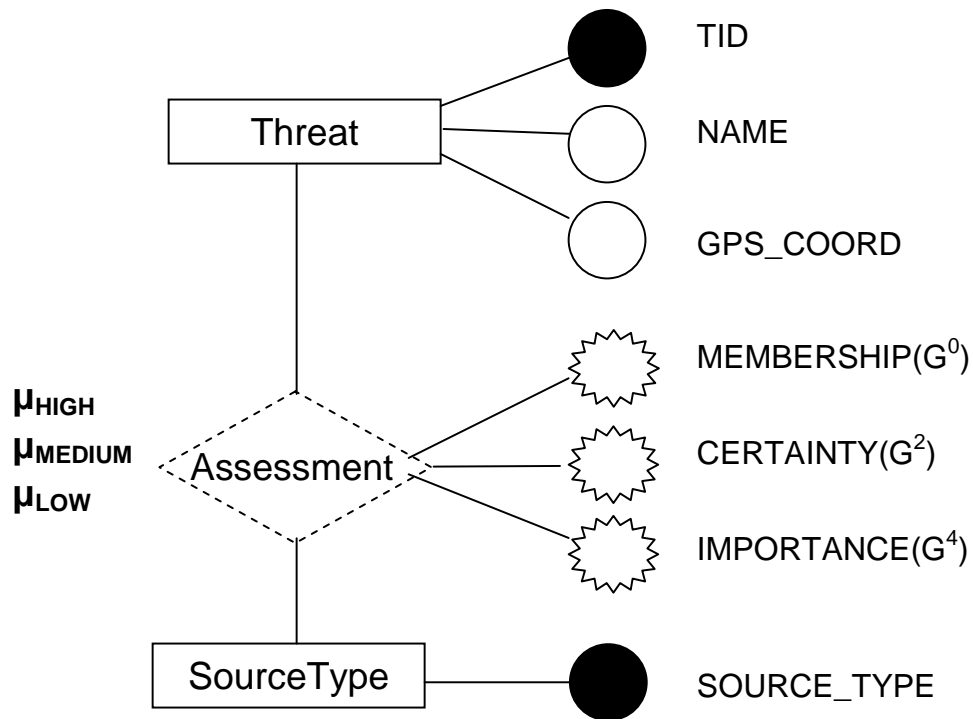 TID
Threat
NAME
GPS_COORD
MEMBERSHIP(G⁰)
μHIGH
μMEDIUM
μLOW
Assessment
CERTAINTY(G²)
IMPORTANCE(G⁴)
SourceType
SOURCE_TYPE